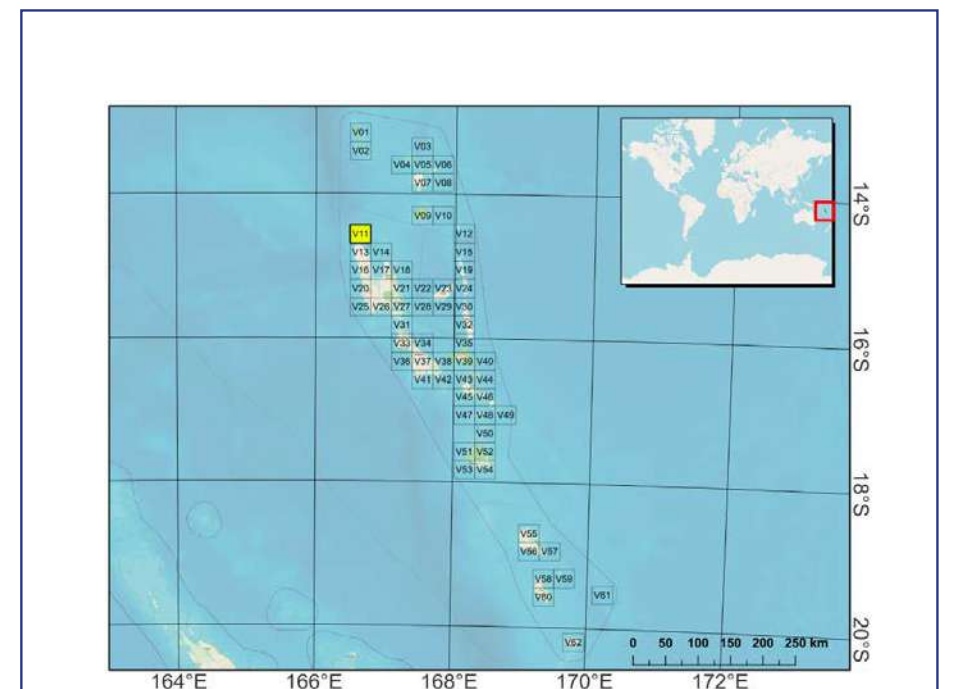 V01
V02 V03
V04 V05 V06
V07 V08
14°S
V09 V10
V11 V12
V13 V14 V15
V16 V17 V18 V19
V20 V21 V22 V23 V24
V25 V26 V27 V28 V29 V30
V31 V32
V33 V34 V35
16°S
V36 V37 V38 V39 V40
V41 V42 V43 V44
V45 V46
V47 V48 V49
V50
V51 V52
V53 V54
18°S
V55
V56 V57
V58 V59
V60 V61
V62
20°S
0 50 100 150 200 250 km
164°E 166°E 168°E 170°E 172°E